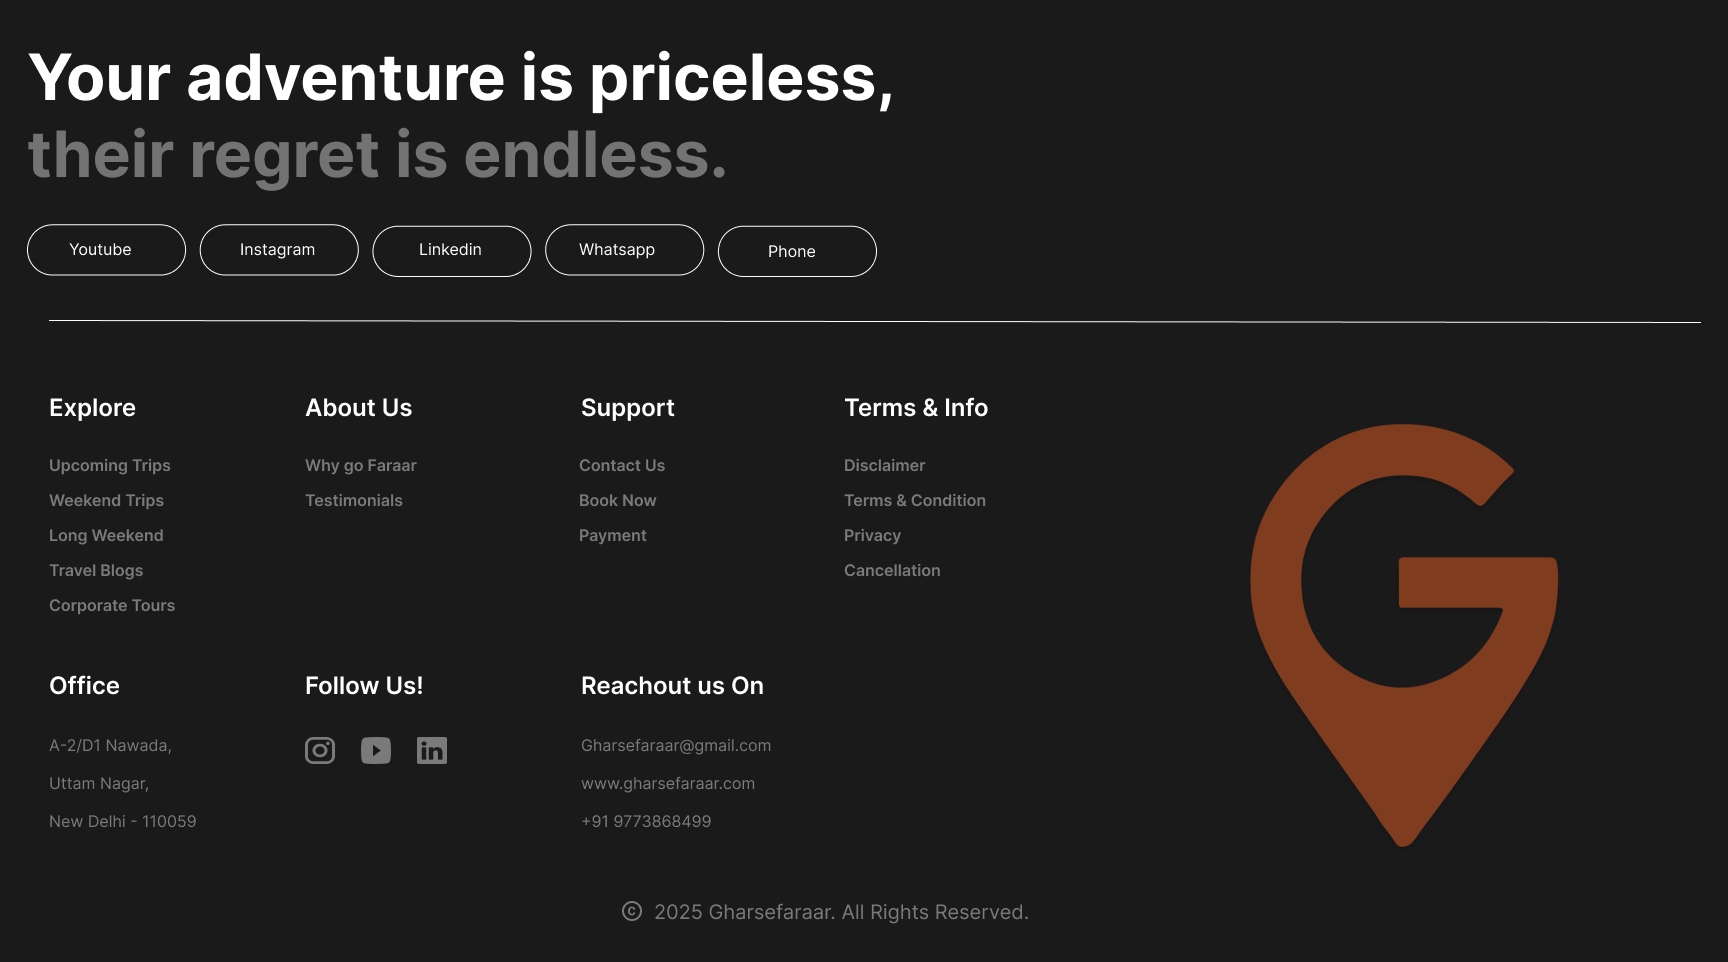 Your adventure is priceless,
their regret is endless.
Youtube
Instagram
Linkedin
Whatsapp
Phone
Explore
Upcoming Trips
Weekend Trips
Long Weekend
Travel Blogs
Corporate Tours
About Us
Why go Faraar
Testimonials
Support
Contact Us
Book Now
Payment
Terms & Info
Disclaimer
Terms & Condition
Privacy
Cancellation
Office
A-2/D1 Nawada,
Uttam Nagar,
New Delhi - 110059
Follow Us!
Reachout us On
Gharsefaraar@gmail.com
www.gharsefaraar.com
+91 9773868499
© 2025 Gharsefaraar. All Rights Reserved.